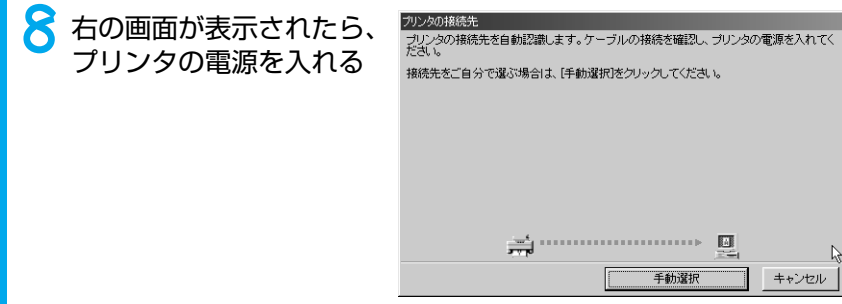 8 右の画面が表示されたら、
プリンタの電源を入れる
プリンタの接続先
プリンタの接続先を自動認識します。ケーブルの接続を確認し、プリンタの電源を入れてく
ださい。
接続先をご自分で選ぶ場合は、[手動選択]をクリックしてください。
手動選択
キャンセル